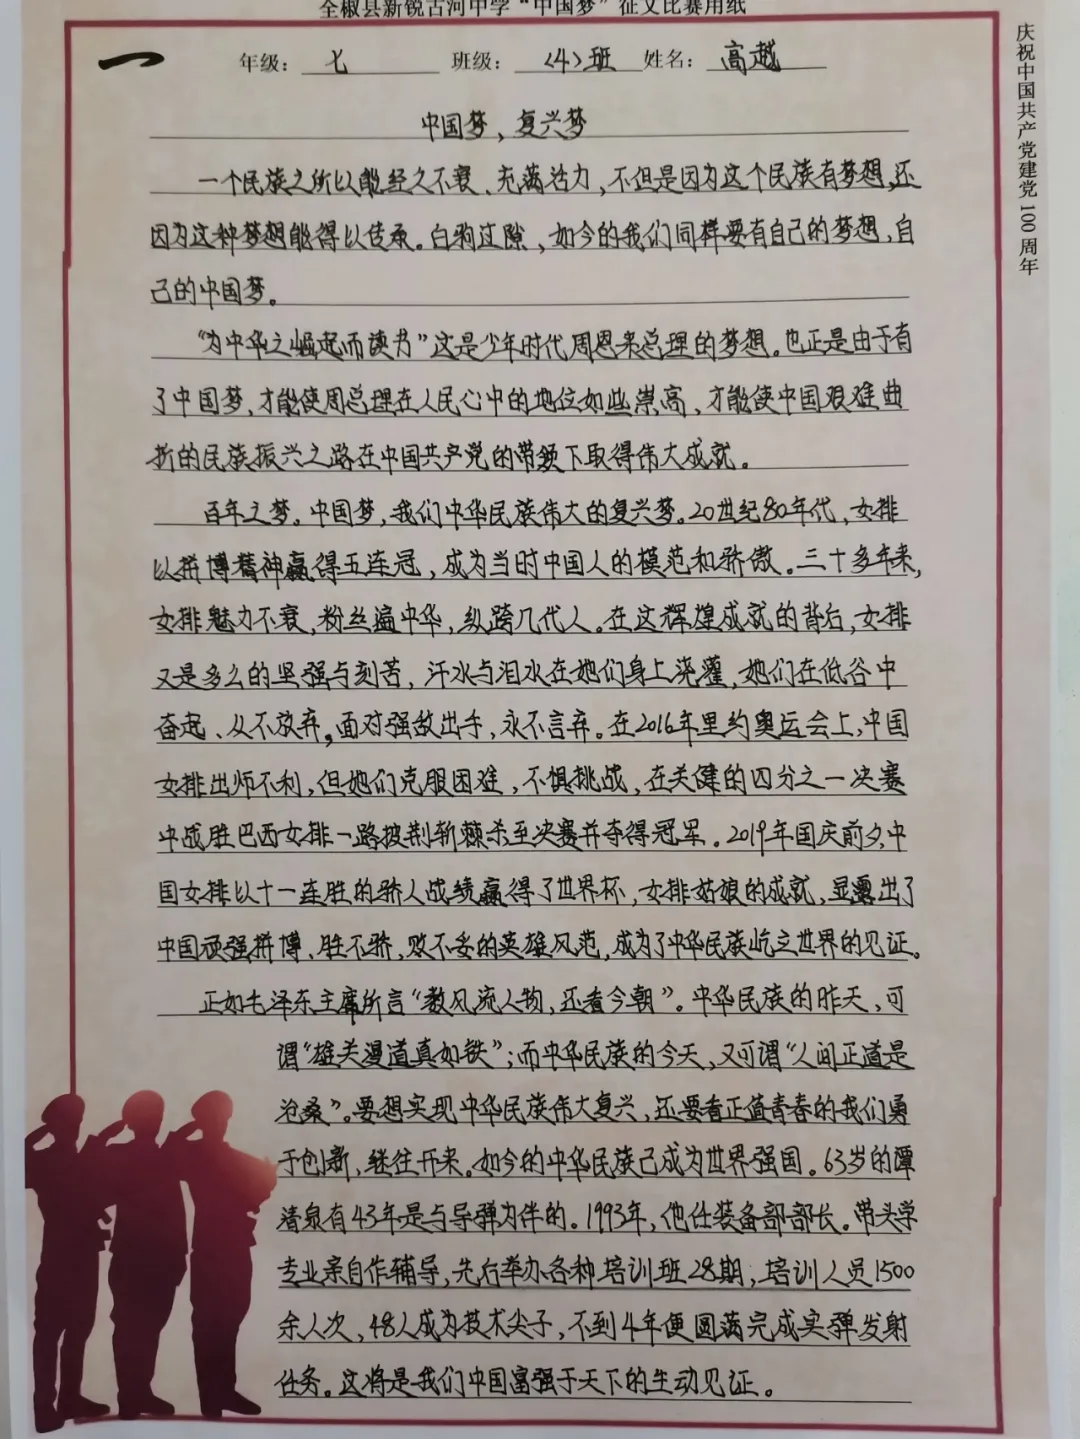 全椒县新锐古河中学“中国梦”征文比赛用纸
一
年级：七 班级：〈4〉班 姓名：高越
庆祝中国共产党建党100周年
中国梦，复兴梦
一个民族之所以能经久不衰、充满活力，不但是因为这个民族有梦想，还
因为这种梦想能得以传承。白驹过隙，如今的我们同样要有自己的梦想，自
己的中国梦。
“为中华之崛起而读书”这是少年时代周恩来总理的梦想。也正是由于有
了中国梦，才能使周总理在人民心中的地位如些崇高，才能使中国艰难曲
折的民族振兴之路在中国共产党的带领下取得伟大成就。
百年之梦。中国梦，我们中华民族伟大的复兴梦。20世纪80年代，女排
以拼博精神赢得五连冠，成为当时中国人的模范和骄傲。三十多年来，
女排魅力不衰，粉丝遍中华，纵跨几代人。在这辉煌成就的背后，女排
又是多么的坚强与刻苦，汗水与泪水在她们身上浇灌，她们在低谷中
奋起、从不放弃，面对强敌出手，永不言弃。在2016年里约奥运会上，中国
女排出师不利，但她们克服困难，不惧挑战，在关健的四分之一决赛
中战胜巴西女排一路披荆斩棘杀至决赛并夺得冠军。2019年国庆前夕，中
国女排以十一连胜的骄人战绩赢得了世界杯，女排姑娘的成就，显露出了
中国顽强拼博、胜不骄，败不妥的英雄风范，成为了中华民族屹立世界的见证。
正如毛泽东主席所言“数风流人物，还看今朝”。中华民族的昨天，可
谓“雄关漫道真如铁”；而中华民族的今天，又可谓“人间正道是
沧桑”。要想实现中华民族伟大复兴，还要看正值青春的我们勇
于创新，继往开来。如今的中华民族已成为世界强国。63岁的谭
清泉有43年是与导弹为伴的。1993年，他任装备部部长。带头学
专业亲自作辅导，先后举办各种培训班28期，培训人员1500
余人次，48人成为技术尖子，不到4年便圆满完成实弹发射
任务。这将是我们中国富强于天下的生动见证。